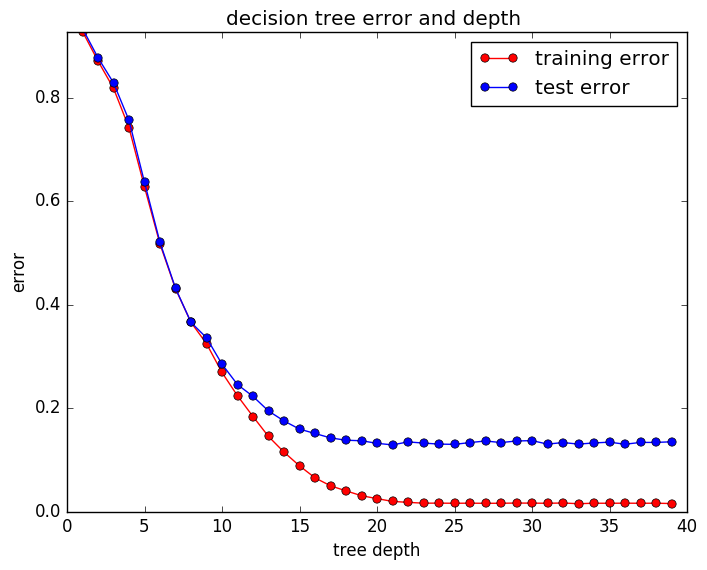 decision tree error and depth
training error
test error
error
0.8
0.6
0.4
0.2
0.0
0 5 10 15 20 25 30 35 40
tree depth